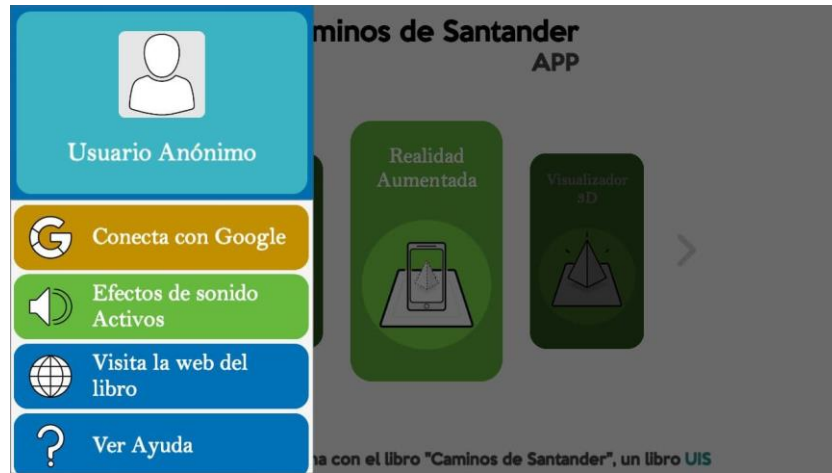 minos de Santander
APP
Usuario Anónimo
Conecta con Google
Efectos de sonido
Activos
Visita la web del
libro
Ver Ayuda
Realidad
Aumentada
Visualizador
3D
na con el libro "Caminos de Santander", un libro UIS